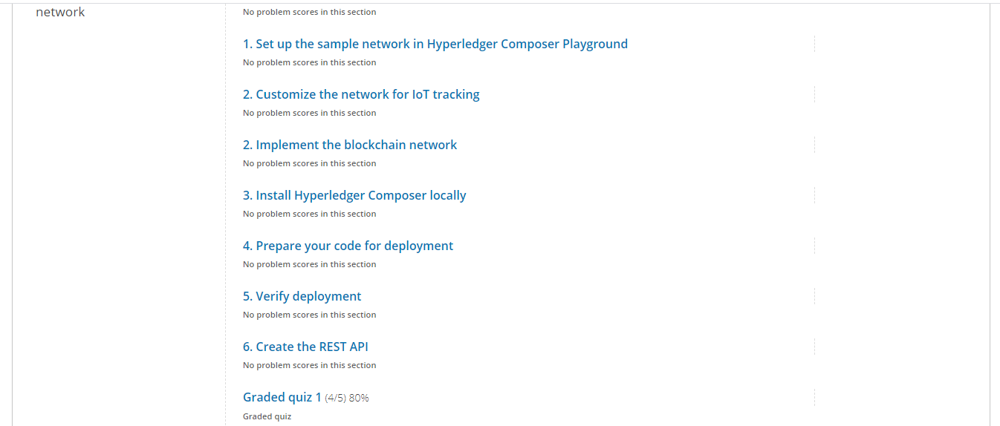 network
No problem scores in this section
1. Set up the sample network in Hyperledger Composer Playground
No problem scores in this section
2. Customize the network for IoT tracking
No problem scores in this section
2. Implement the blockchain network
No problem scores in this section
3. Install Hyperledger Composer locally
No problem scores in this section
4. Prepare your code for deployment
No problem scores in this section
5. Verify deployment
No problem scores in this section
6. Create the REST API
No problem scores in this section
Graded quiz 1 (4/5) 80%
Graded quiz